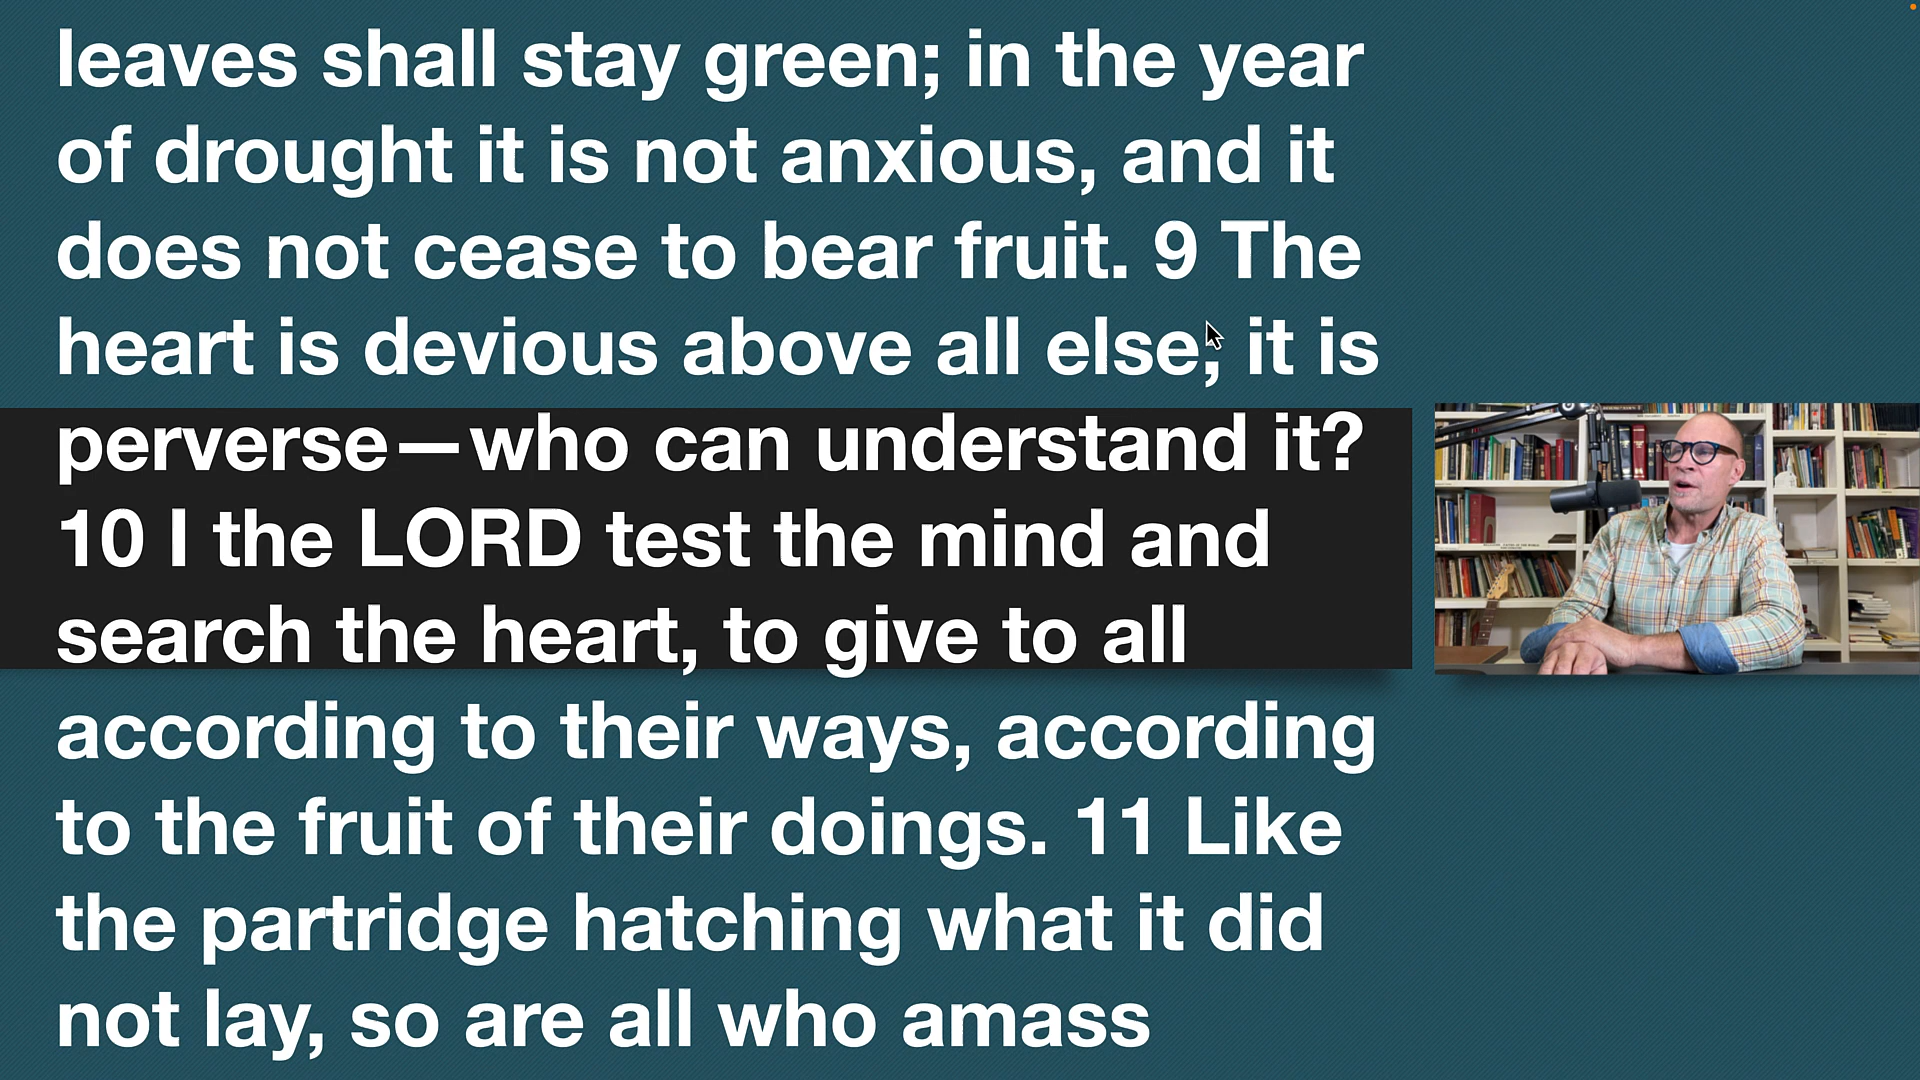 leaves shall stay green; in the year
of drought it is not anxious, and it
does not cease to bear fruit. 9 The
heart is devious above all else; it is
perverse—who can understand it?
10 I the LORD test the mind and
search the heart, to give to all
according to their ways, according
to the fruit of their doings. 11 Like
the partridge hatching what it did
not lay, so are all who amass